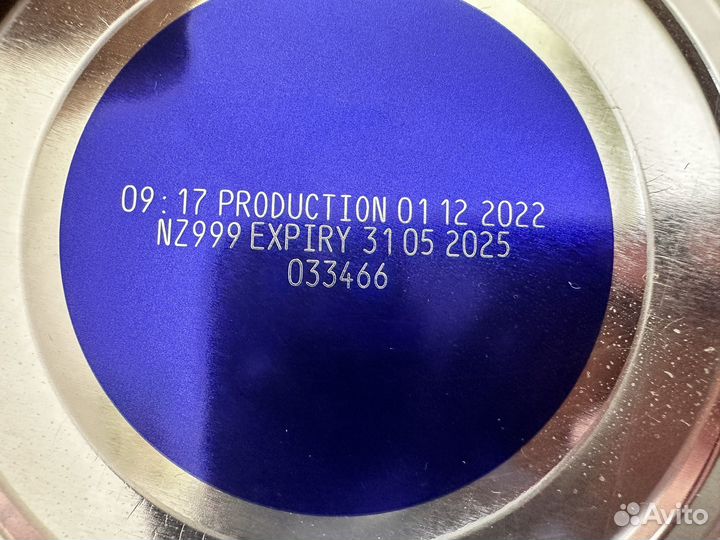 09:17 PRODUCTION 01 12 2022
NZ999 EXPIRY 31 05 2025
033466
Avito